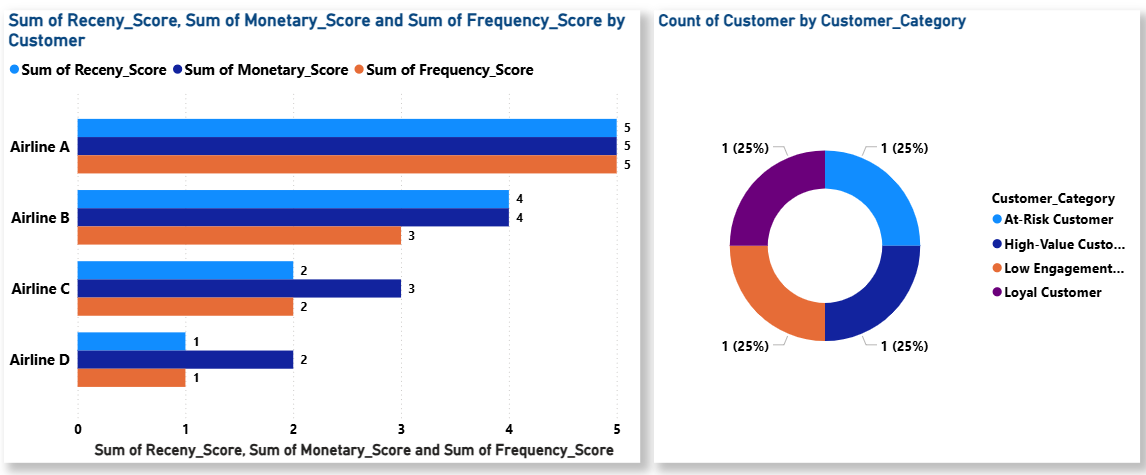 Sum of Receny_Score, Sum of Monetary_Score and Sum of Frequency_Score by
Customer
Sum of Receny_Score Sum of Monetary_Score Sum of Frequency_Score
Airline A
5
5
5
Airline B
4
4
3
Airline C
2
3
2
Airline D
1
2
1
0 1 2 3 4 5
Sum of Receny_Score, Sum of Monetary_Score and Sum of Frequency_Score
Count of Customer by Customer_Category
1 (25%) 1 (25%)
1 (25%) 1 (25%)
Customer_Category
At-Risk Customer
High-Value Custo...
Low Engagement...
Loyal Customer